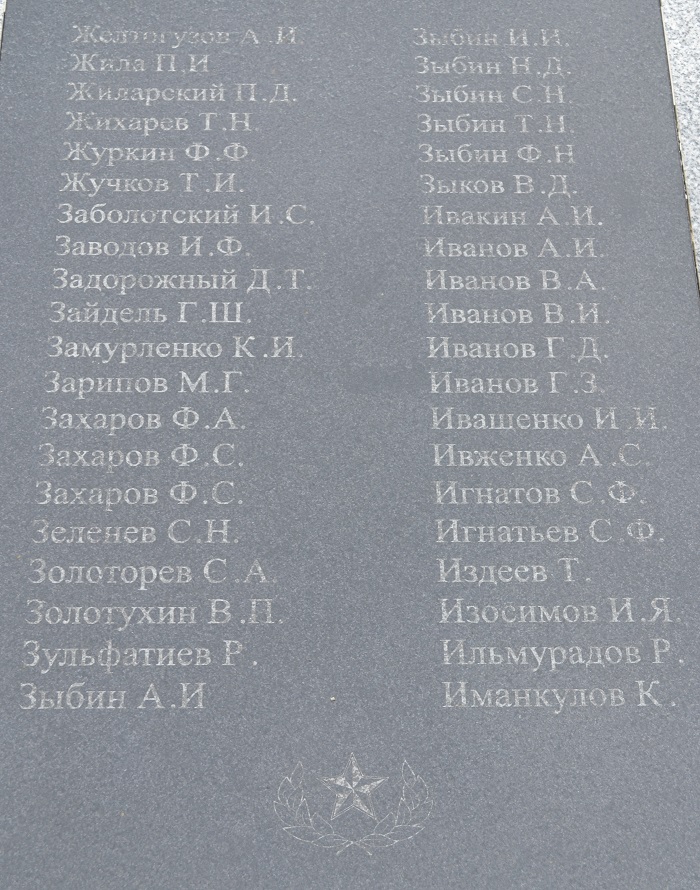 Желтогузов А.И.
Жила П.И
Жиларский П.Д.
Жихарев Т.Н.
Журкин Ф.Ф.
Жучков Т.И.
Заболотский И.С.
Заводов И.Ф.
Задорожный Д.Т.
Зайдель Г.Ш.
Замурленко К.И.
Зарипов М.Г.
Захаров Ф.А.
Захаров Ф.С.
Захаров Ф.С.
Зеленев С.Н.
Золоторев С.А.
Золотухин В.П.
Зульфатиев Р.
Зыбин А.И
Зыбин И.И.
Зыбин Н.Д.
Зыбин С.Н.
Зыбин Т.Н.
Зыбин Ф.Н
Зыков В.Д.
Ивакин А.И.
Иванов А.И.
Иванов В.А.
Иванов В.И.
Иванов Г.Д.
Иванов Г.З.
Иващенко И.И.
Ивженко А.С.
Игнатов С.Ф.
Игнатьев С.Ф.
Издеев Т.
Изосимов И.Я.
Ильмурадов Р.
Иманкулов К.